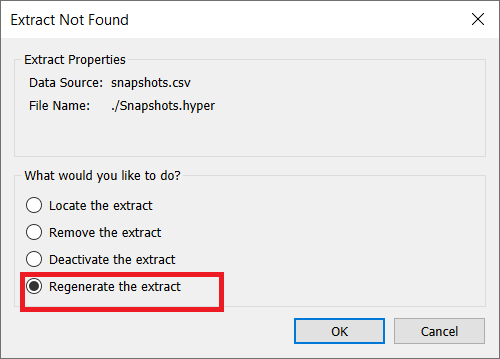 Extract Not Found
Extract Properties
Data Source: snapshots.csv
File Name: ./Snapshots.hyper
What would you like to do?
Locate the extract
Remove the extract
Deactivate the extract
Regenerate the extract
OK Cancel